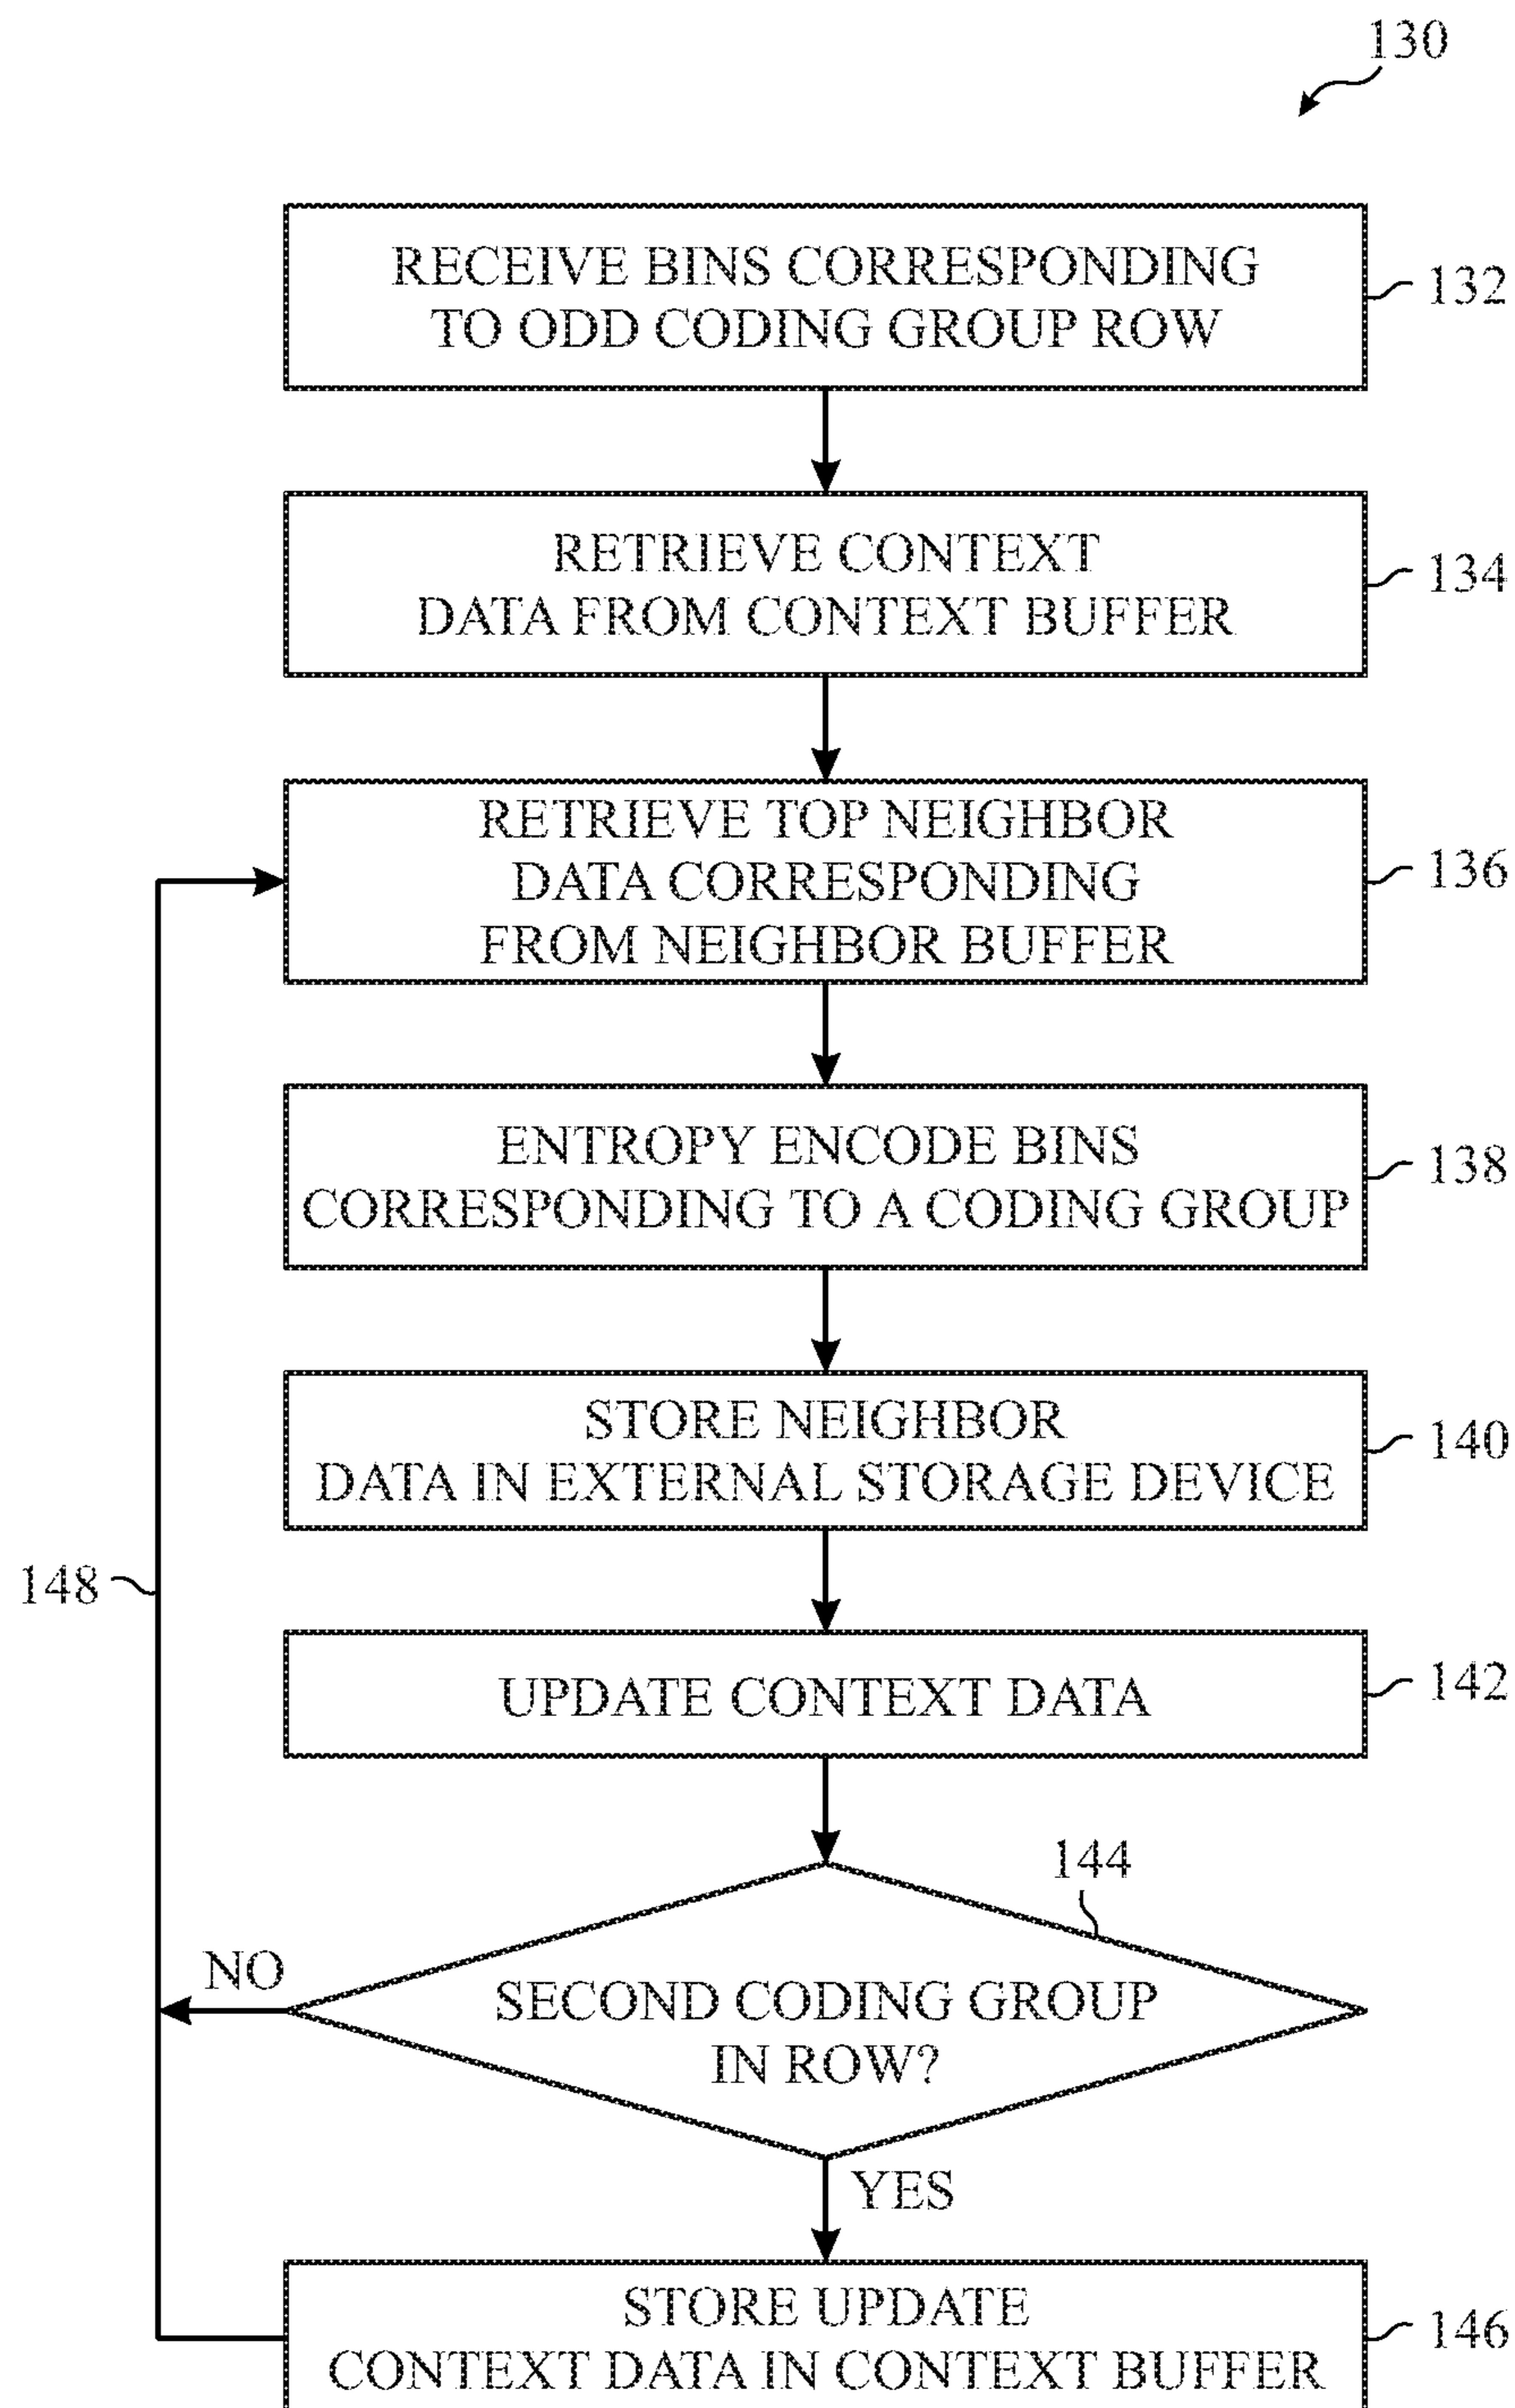 130
RECEIVE BINS CORRESPONDING
TO ODD CODING GROUP ROW
132
RETRIEVE CONTEXT
DATA FROM CONTEXT BUFFER
134
RETRIEVE TOP NEIGHBOR
DATA CORRESPONDING
FROM NEIGHBOR BUFFER
136
ENTROPY ENCODE BINS
CORRESPONDING TO A CODING GROUP
138
STORE NEIGHBOR
DATA IN EXTERNAL STORAGE DEVICE
140
148
UPDATE CONTEXT DATA
142
144
NO
SECOND CODING GROUP
IN ROW?
YES
STORE UPDATE
CONTEXT DATA IN CONTEXT BUFFER
146